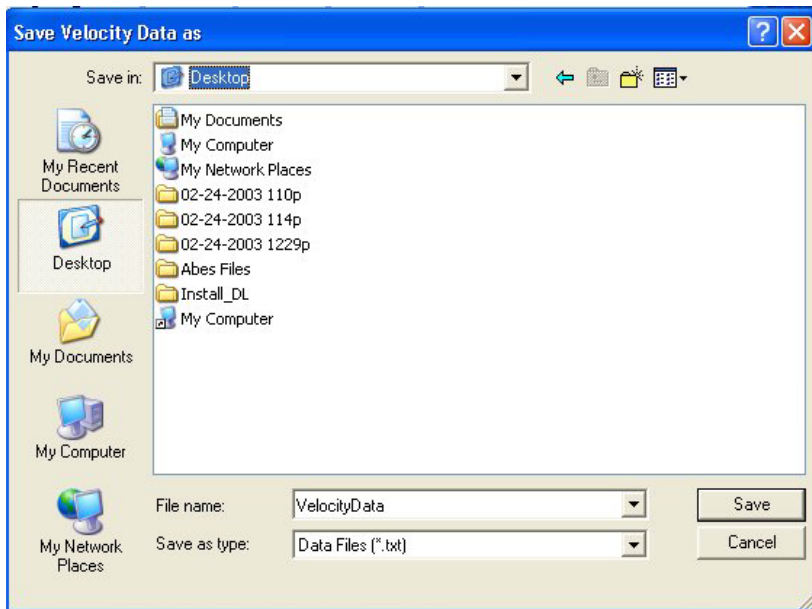 Save Velocity Data as
Save in:
Desktop
My Recent
Documents
Desktop
My Documents
My Computer
My Network
Places
My Documents
My Computer
My Network Places
02-24-2003 110p
02-24-2003 114p
02-24-2003 1229p
Abes Files
Install_DL
My Computer
File name:
VelocityData
Save
Save as type:
Data Files (*.txt)
Cancel